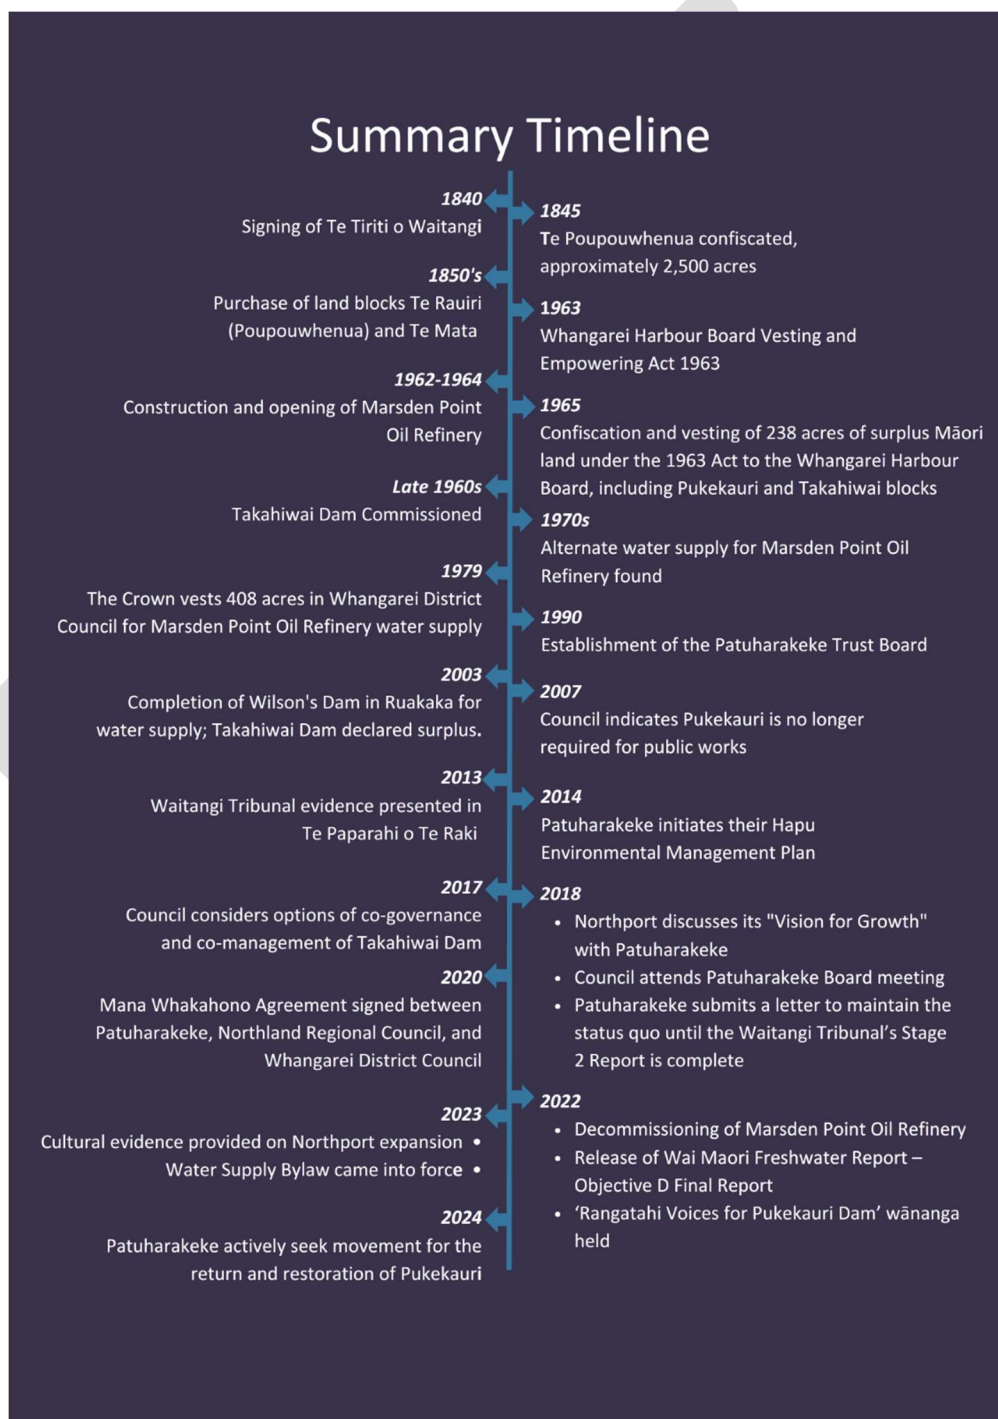 Summary Timeline
1840
Signing of Te Tiriti o Waitangi
1845
Te Poupouwhenua confiscated,
approximately 2,500 acres
1850's
Purchase of land blocks Te Rauiri
(Poupouwhenua) and Te Mata
1963
Whangarei Harbour Board Vesting and
Empowering Act 1963
1962-1964
Construction and opening of Marsden Point
Oil Refinery
1965
Confiscation and vesting of 238 acres of surplus Māori
land under the 1963 Act to the Whangarei Harbour
Board, including Pukekauri and Takahiwai blocks
Late 1960s
Takahiwai Dam Commissioned
1970s
Alternate water supply for Marsden Point Oil
Refinery found
1979
The Crown vests 408 acres in Whangarei District
Council for Marsden Point Oil Refinery water supply
1990
Establishment of the Patuharakeke Trust Board
2003
Completion of Wilson's Dam in Ruakaka for
water supply; Takahiwai Dam declared surplus.
2007
Council indicates Pukekauri is no longer
required for public works
2013
Waitangi Tribunal evidence presented in
Te Paparahi o Te Raki
2014
Patuharakeke initiates their Hapu
Environmental Management Plan
2017
Council considers options of co-governance
and co-management of Takahiwai Dam
2018
• Northport discusses its "Vision for Growth"
with Patuharakeke
• Council attends Patuharakeke Board meeting
• Patuharakeke submits a letter to maintain the
status quo until the Waitangi Tribunal’s Stage
2 Report is complete
2020
Mana Whakahono Agreement signed between
Patuharakeke, Northland Regional Council, and
Whangarei District Council
2022
• Decommissioning of Marsden Point Oil Refinery
• Release of Wai Maori Freshwater Report –
Objective D Final Report
• ‘Rangatahi Voices for Pukekauri Dam’ wānanga
held
2023
Cultural evidence provided on Northport expansion •
Water Supply Bylaw came into force •
2024
Patuharakeke actively seek movement for the
return and restoration of Pukekauri